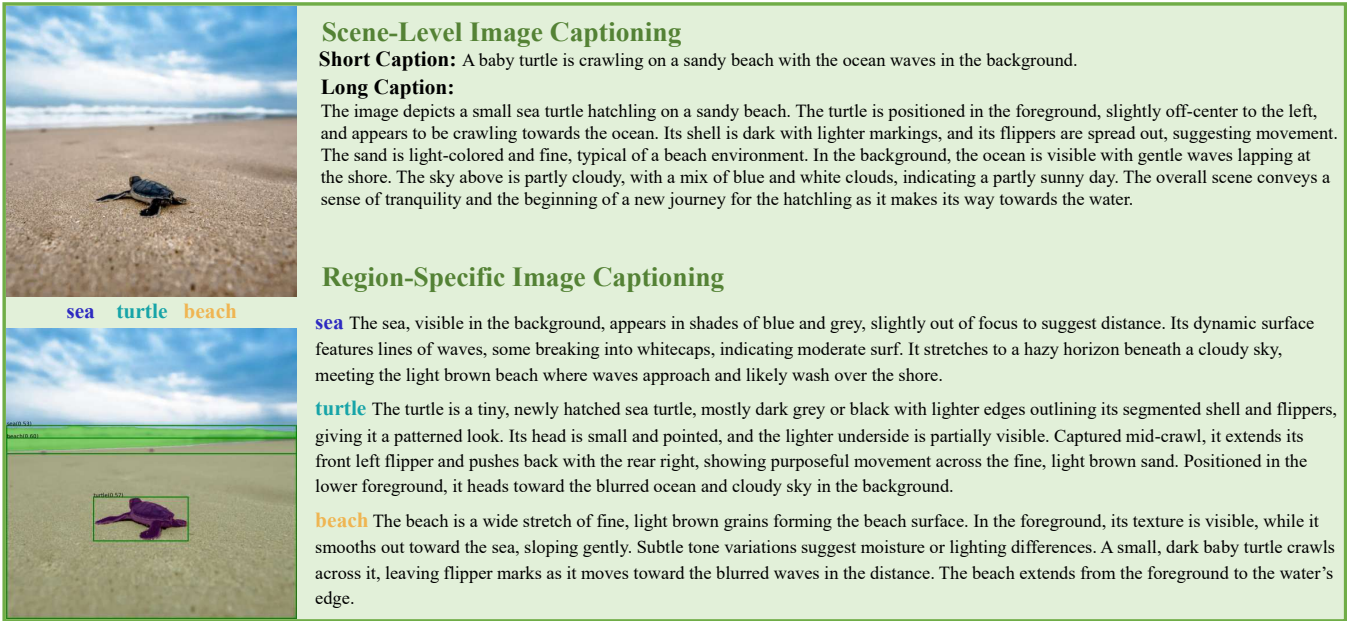 Scene-Level Image Captioning
Short Caption: A baby turtle is crawling on a sandy beach with the ocean waves in the background.
Long Caption:
The image depicts a small sea turtle hatchling on a sandy beach. The turtle is positioned in the foreground, slightly off-center to the left,
and appears to be crawling towards the ocean. Its shell is dark with lighter markings, and its flippers are spread out, suggesting movement.
The sand is light-colored and fine, typical of a beach environment. In the background, the ocean is visible with gentle waves lapping at
the shore. The sky above is partly cloudy, with a mix of blue and white clouds, indicating a partly sunny day. The overall scene conveys a
sense of tranquility and the beginning of a new journey for the hatchling as it makes its way towards the water.
Region-Specific Image Captioning
sea turtle beach
sea The sea, visible in the background, appears in shades of blue and grey, slightly out of focus to suggest distance. Its dynamic surface
features lines of waves, some breaking into whitecaps, indicating moderate surf. It stretches to a hazy horizon beneath a cloudy sky,
meeting the light brown beach where waves approach and likely wash over the shore.
turtle The turtle is a tiny, newly hatched sea turtle, mostly dark grey or black with lighter edges outlining its segmented shell and flippers,
giving it a patterned look. Its head is small and pointed, and the lighter underside is partially visible. Captured mid-crawl, it extends its
front left flipper and pushes back with the rear right, showing purposeful movement across the fine, light brown sand. Positioned in the
lower foreground, it heads toward the blurred ocean and cloudy sky in the background.
beach The beach is a wide stretch of fine, light brown grains forming the beach surface. In the foreground, its texture is visible, while it
smooths out toward the sea, sloping gently. Subtle tone variations suggest moisture or lighting differences. A small, dark baby turtle crawls
across it, leaving flipper marks as it moves toward the blurred waves in the distance. The beach extends from the foreground to the water's
edge.
sea(0.53)
beach(0.60)
turtle(0.57)